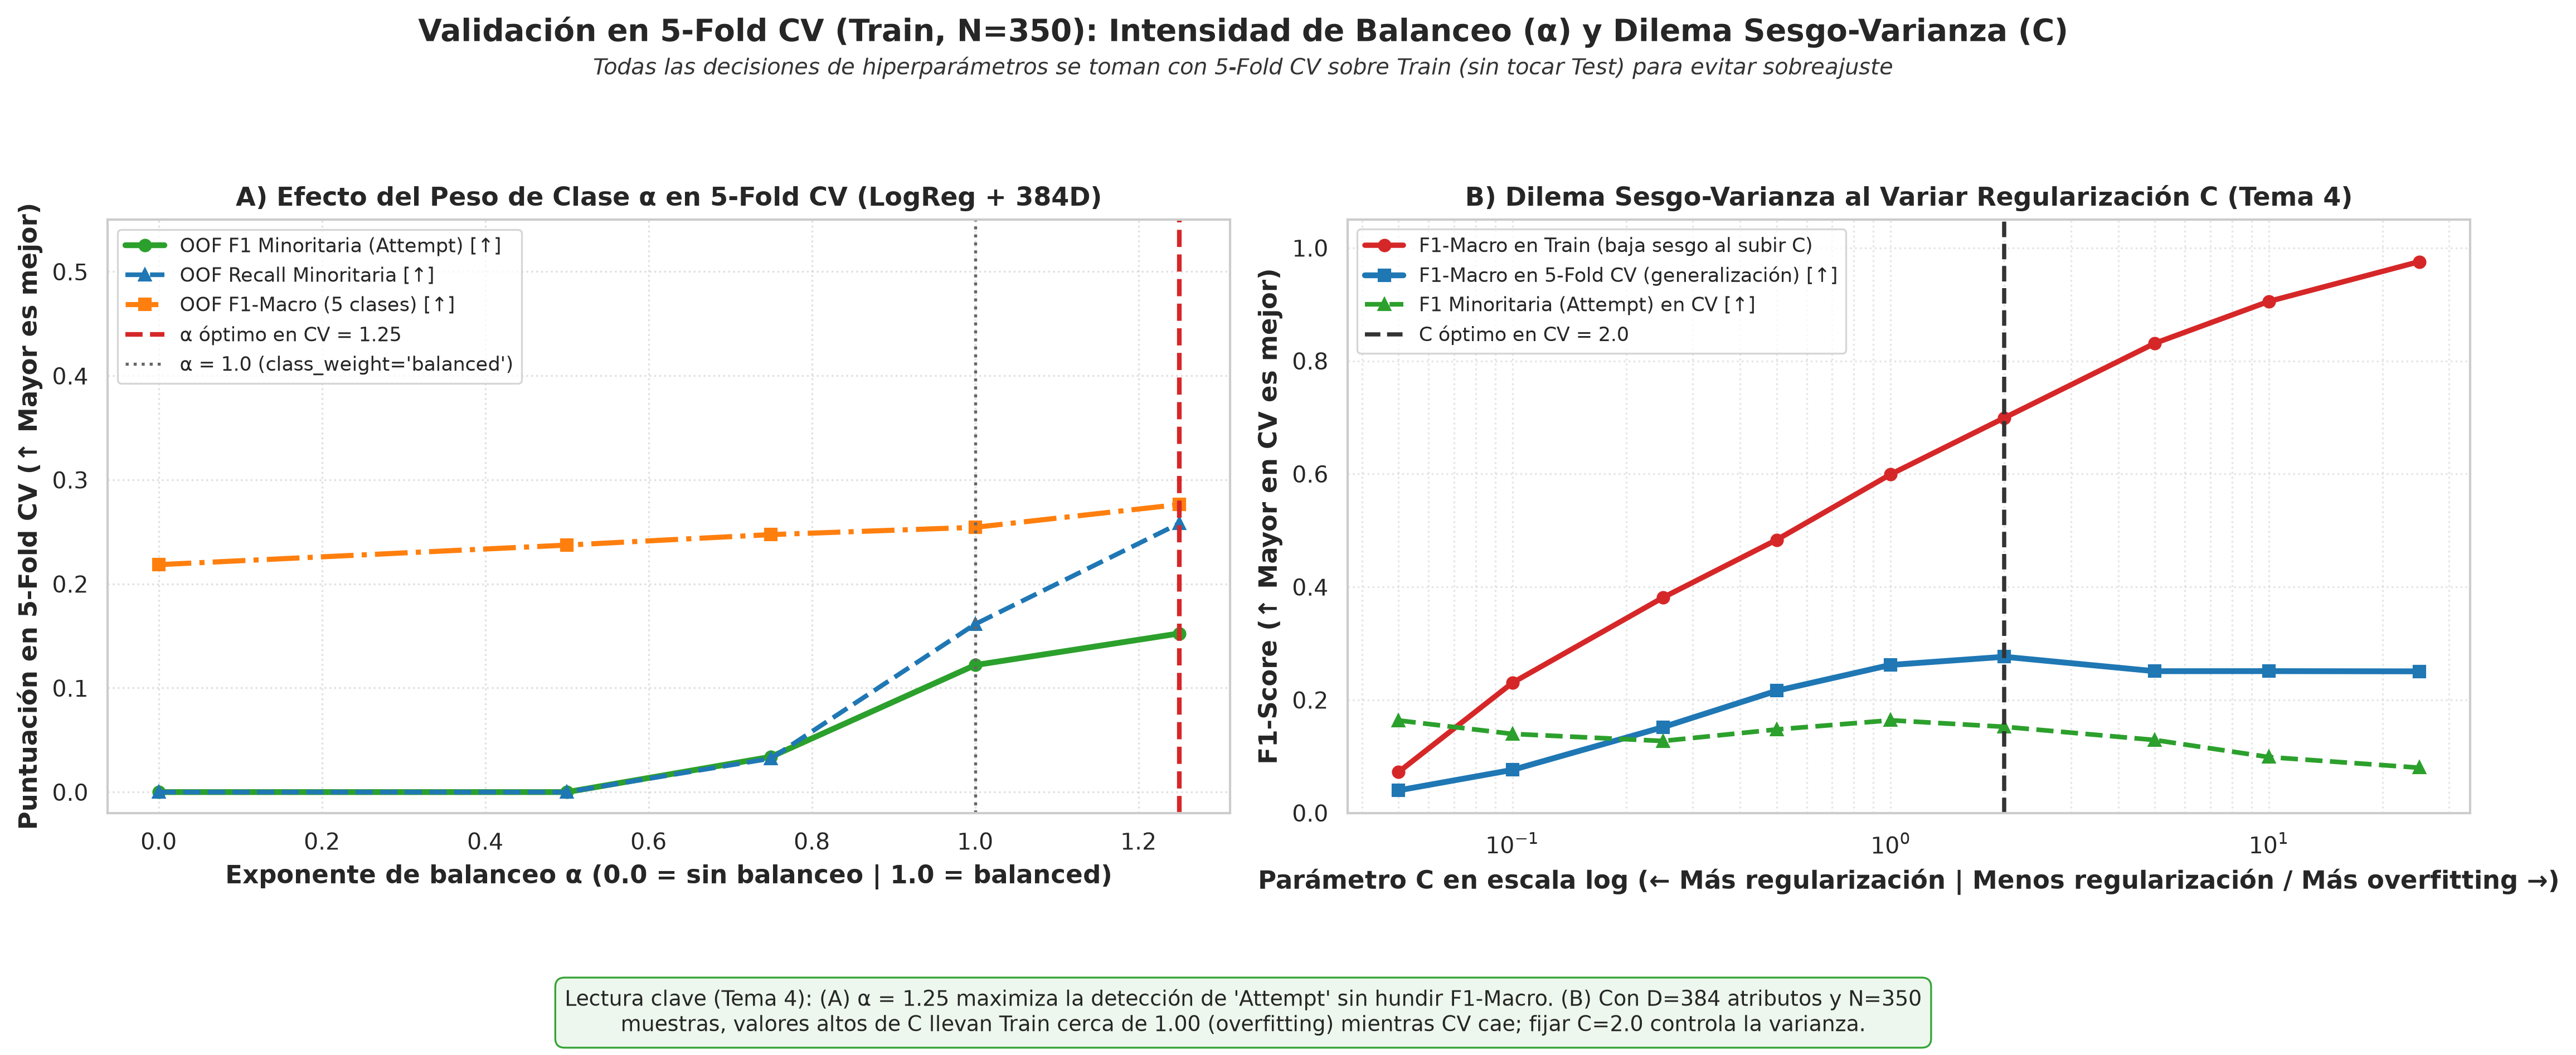 Validación en 5-Fold CV (Train, N=350): Intensidad de Balanceo (α) y Dilema Sesgo-Varianza (C)
Todas las decisiones de hiperparámetros se toman con 5-Fold CV sobre Train (sin tocar Test) para evitar sobreajuste
A) Efecto del Peso de Clase α en 5-Fold CV (LogReg + 384D)
Puntuación en 5-Fold CV (↑ Mayor es mejor)
0.5
0.4
0.3
0.2
0.1
0.0
OOF F1 Minoritaria (Attempt) [↑]
OOF Recall Minoritaria [↑]
OOF F1-Macro (5 clases) [↑]
α óptimo en CV = 1.25
α = 1.0 (class_weight='balanced')
0.0 0.2 0.4 0.6 0.8 1.0 1.2
Exponente de balanceo α (0.0 = sin balanceo | 1.0 = balanced)
B) Dilema Sesgo-Varianza al Variar Regularización C (Tema 4)
F1-Score (↑ Mayor en CV es mejor)
1.0
0.8
0.6
0.4
0.2
0.0
F1-Macro en Train (baja sesgo al subir C)
F1-Macro en 5-Fold CV (generalización) [↑]
F1 Minoritaria (Attempt) en CV [↑]
C óptimo en CV = 2.0
10⁻¹ 10⁰ 10¹
Parámetro C en escala log (← Más regularización | Menos regularización / Más overfitting →)
Lectura clave (Tema 4): (A) α = 1.25 maximiza la detección de 'Attempt' sin hundir F1-Macro. (B) Con D=384 atributos y N=350
muestras, valores altos de C llevan Train cerca de 1.00 (overfitting) mientras CV cae; fijar C=2.0 controla la varianza.